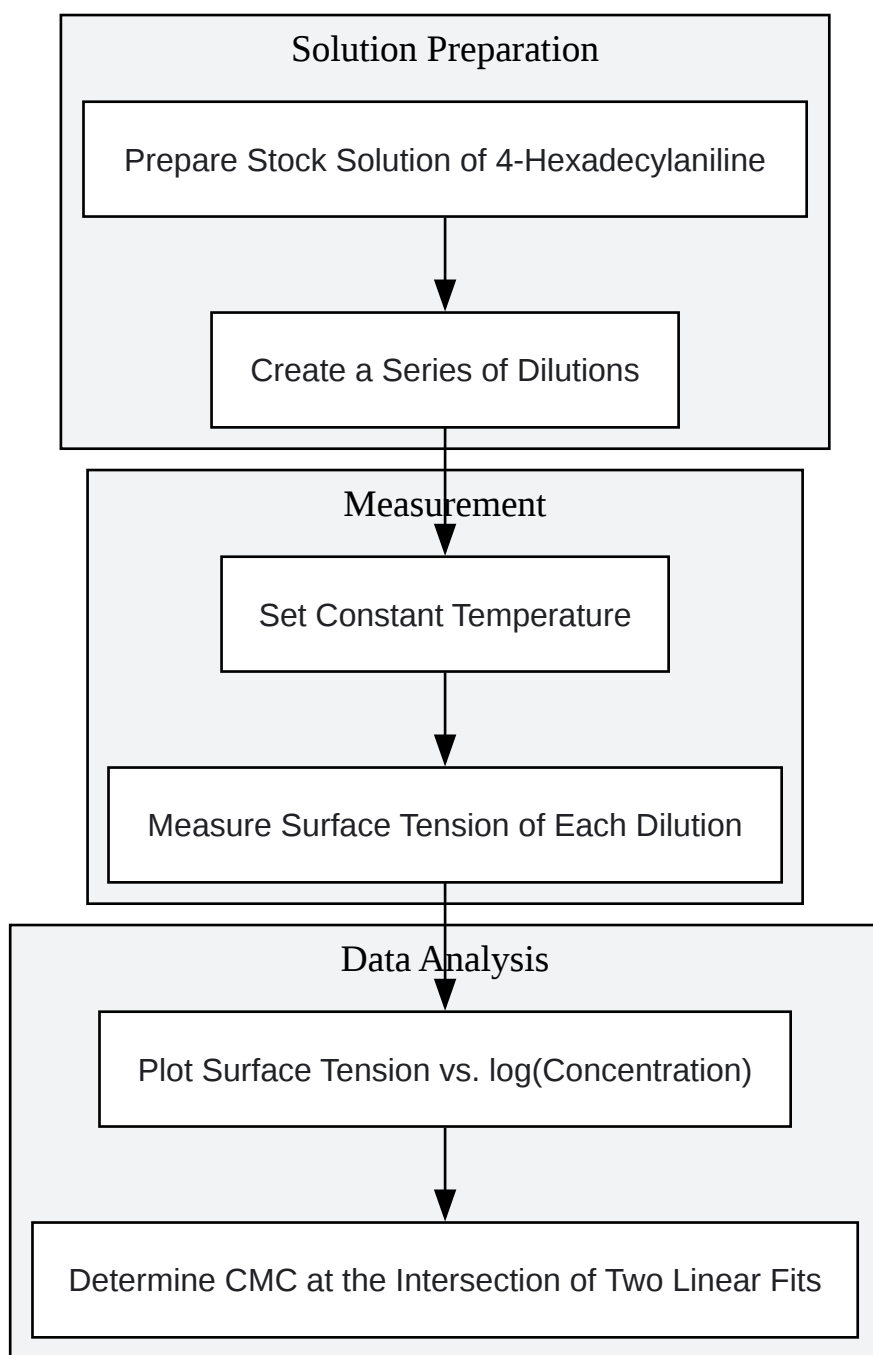 Solution Preparation
Prepare Stock Solution of 4-Hexadecylaniline
Create a Series of Dilutions
Measurement
Set Constant Temperature
Measure Surface Tension of Each Dilution
Data Analysis
Plot Surface Tension vs. log(Concentration)
Determine CMC at the Intersection of Two Linear Fits